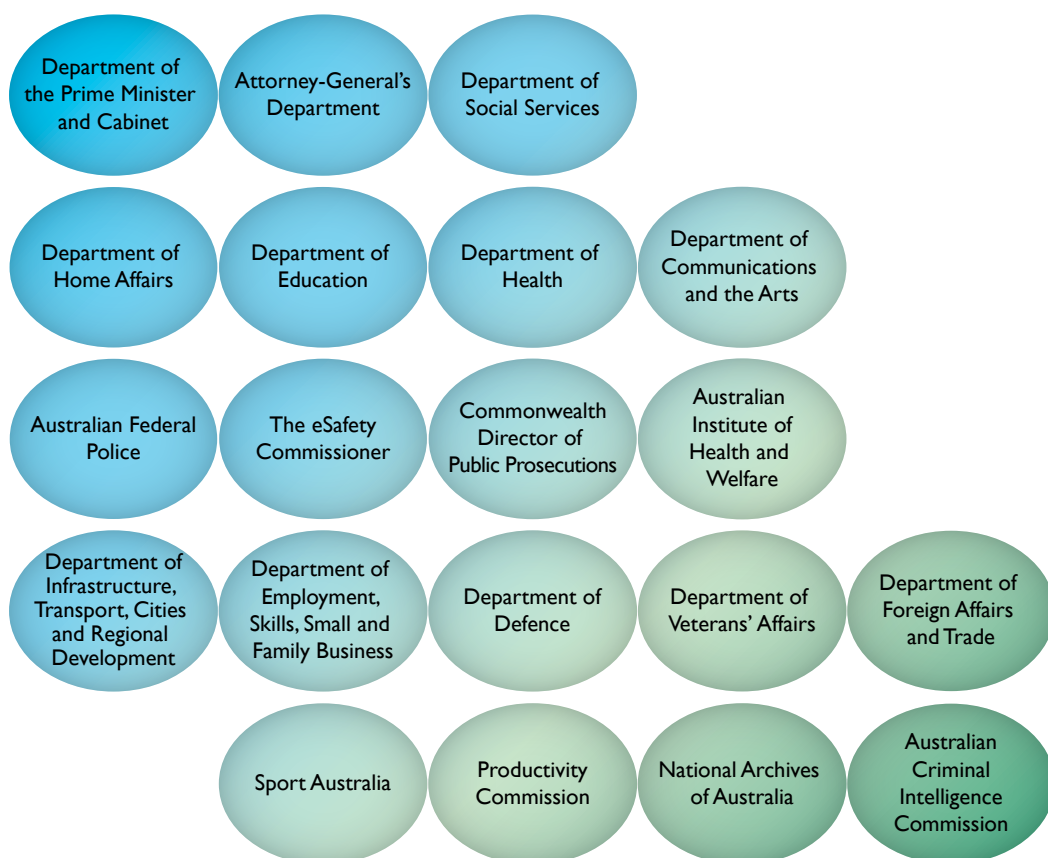 Department of
the Prime Minister
and Cabinet
Attorney-General's
Department
Department of
Social Services
Department of
Home Affairs
Department of
Education
Department of
Health
Department of
Communications
and the Arts
Australian Federal
Police
The eSafety
Commissioner
Commonwealth
Director of
Public Prosecutions
Australian
Institute of
Health and
Welfare
Department of
Infrastructure,
Transport, Cities
and Regional
Development
Department of
Employment,
Skills, Small and
Family Business
Department of
Defence
Department of
Veterans' Affairs
Department of
Foreign Affairs
and Trade
Sport Australia
Productivity
Commission
National Archives
of Australia
Australian
Criminal
Intelligence
Commission